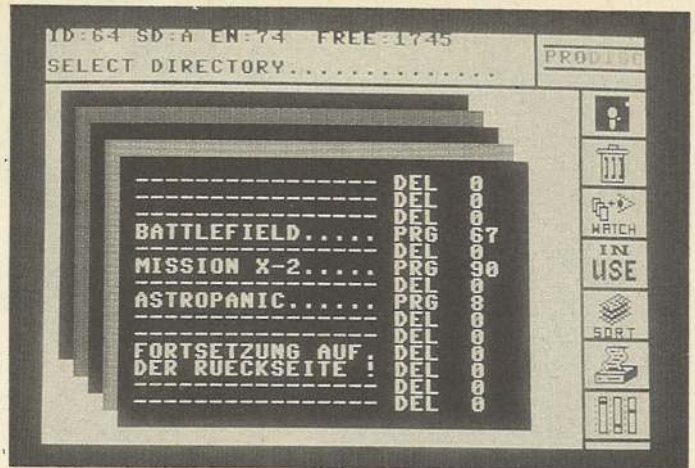 ID:64 SD:A EN:74 FREE:1745
SELECT DIRECTORY..............
PRODISC
---------------- DEL 0
---------------- DEL 0
---------------- DEL 0
BATTLEFIELD..... PRG 67
---------------- DEL 0
MISSION X-2..... PRG 90
---------------- DEL 0
ASTROPANIC...... PRG 8
---------------- DEL 0
---------------- DEL 0
FORTSETZUNG AUF. DEL 0
DER RUECKSEITE ! DEL 0
---------------- DEL 0
---------------- DEL 0
WATCH
IN
USE
SORT